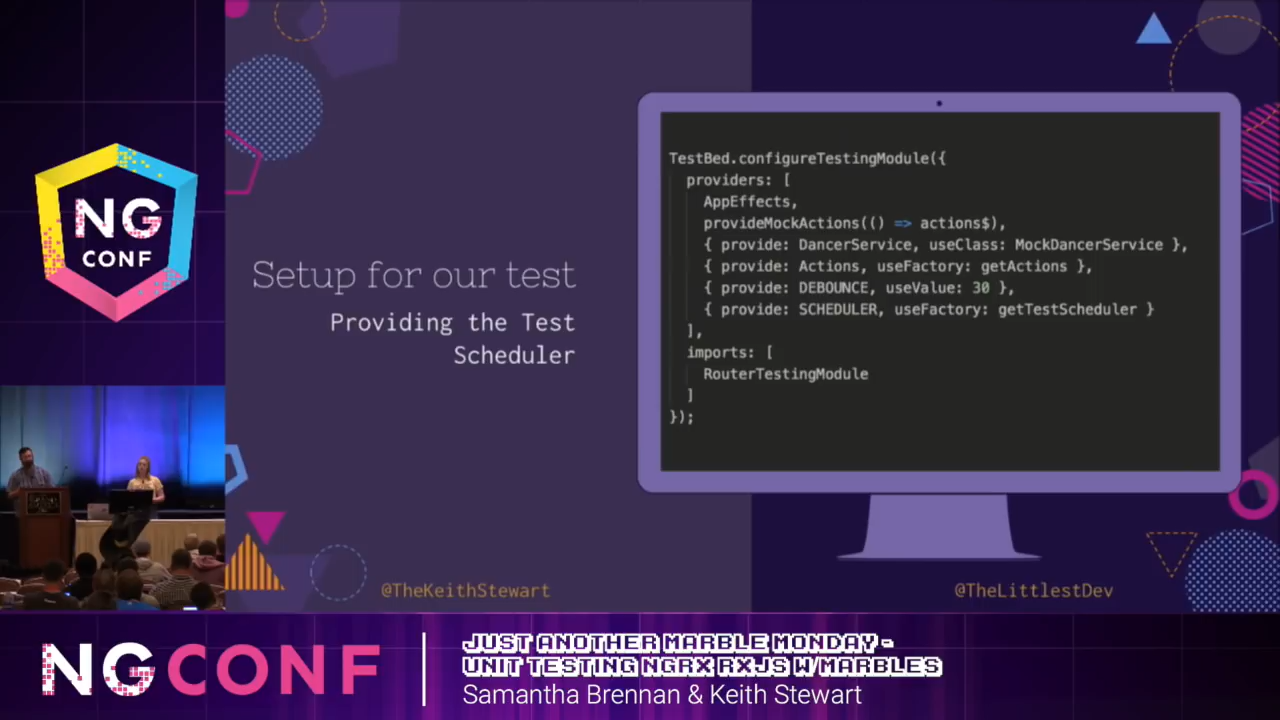 NG
CONF
Setup for our test
Providing the Test
Scheduler
TestBed.configureTestingModule({
providers: [
AppEffects,
provideMockActions(() => actions$),
{ provide: DancerService, useClass: MockDancerService },
{ provide: Actions, useFactory: getActions },
{ provide: DEBOUNCE, useValue: 30 },
{ provide: SCHEDULER, useFactory: getTestScheduler }
],
imports: [
RouterTestingModule
]
});
@TheKeithStewart
@TheLittlestDev
NGCONF
JUST ANOTHER MARBLE MONDAY -
UNIT TESTING NGRX RXJS W/ MARBLES
Samantha Brennan & Keith Stewart